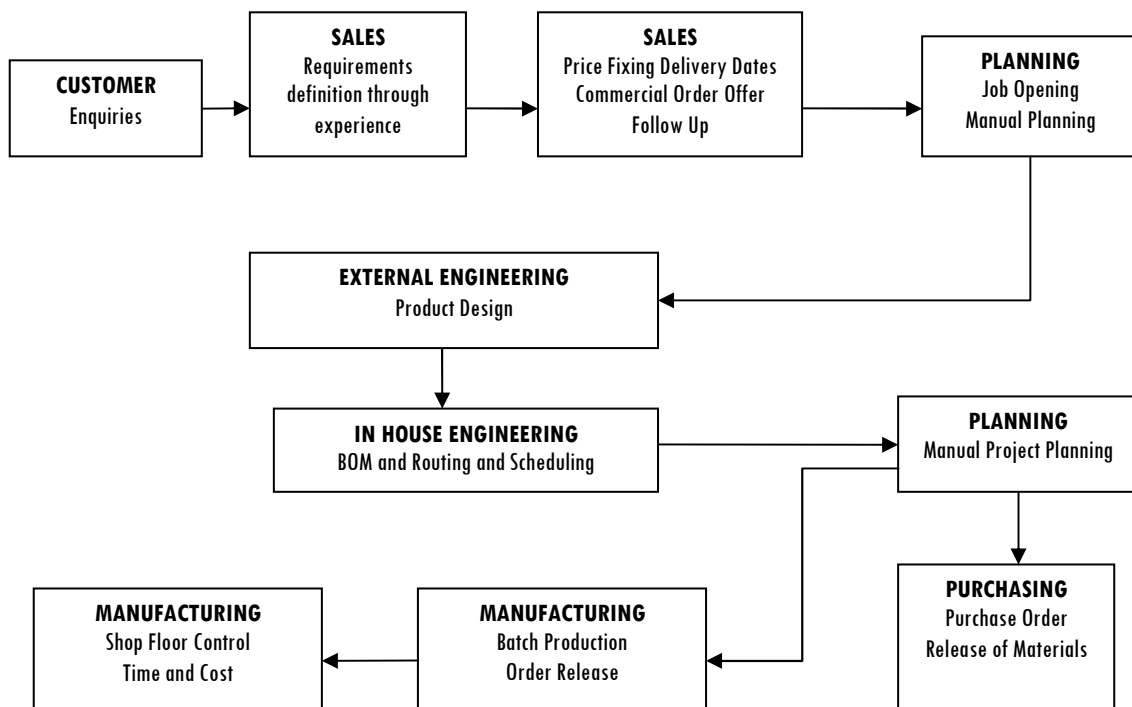 CUSTOMER
Enquiries
SALES
Requirements
definition through
experience
SALES
Price Fixing Delivery Dates
Commercial Order Offer
Follow Up
PLANNING
Job Opening
Manual Planning
EXTERNAL ENGINEERING
Product Design
IN HOUSE ENGINEERING
BOM and Routing and Scheduling
PLANNING
Manual Project Planning
MANUFACTURING
Shop Floor Control
Time and Cost
MANUFACTURING
Batch Production
Order Release
PURCHASING
Purchase Order
Release of Materials